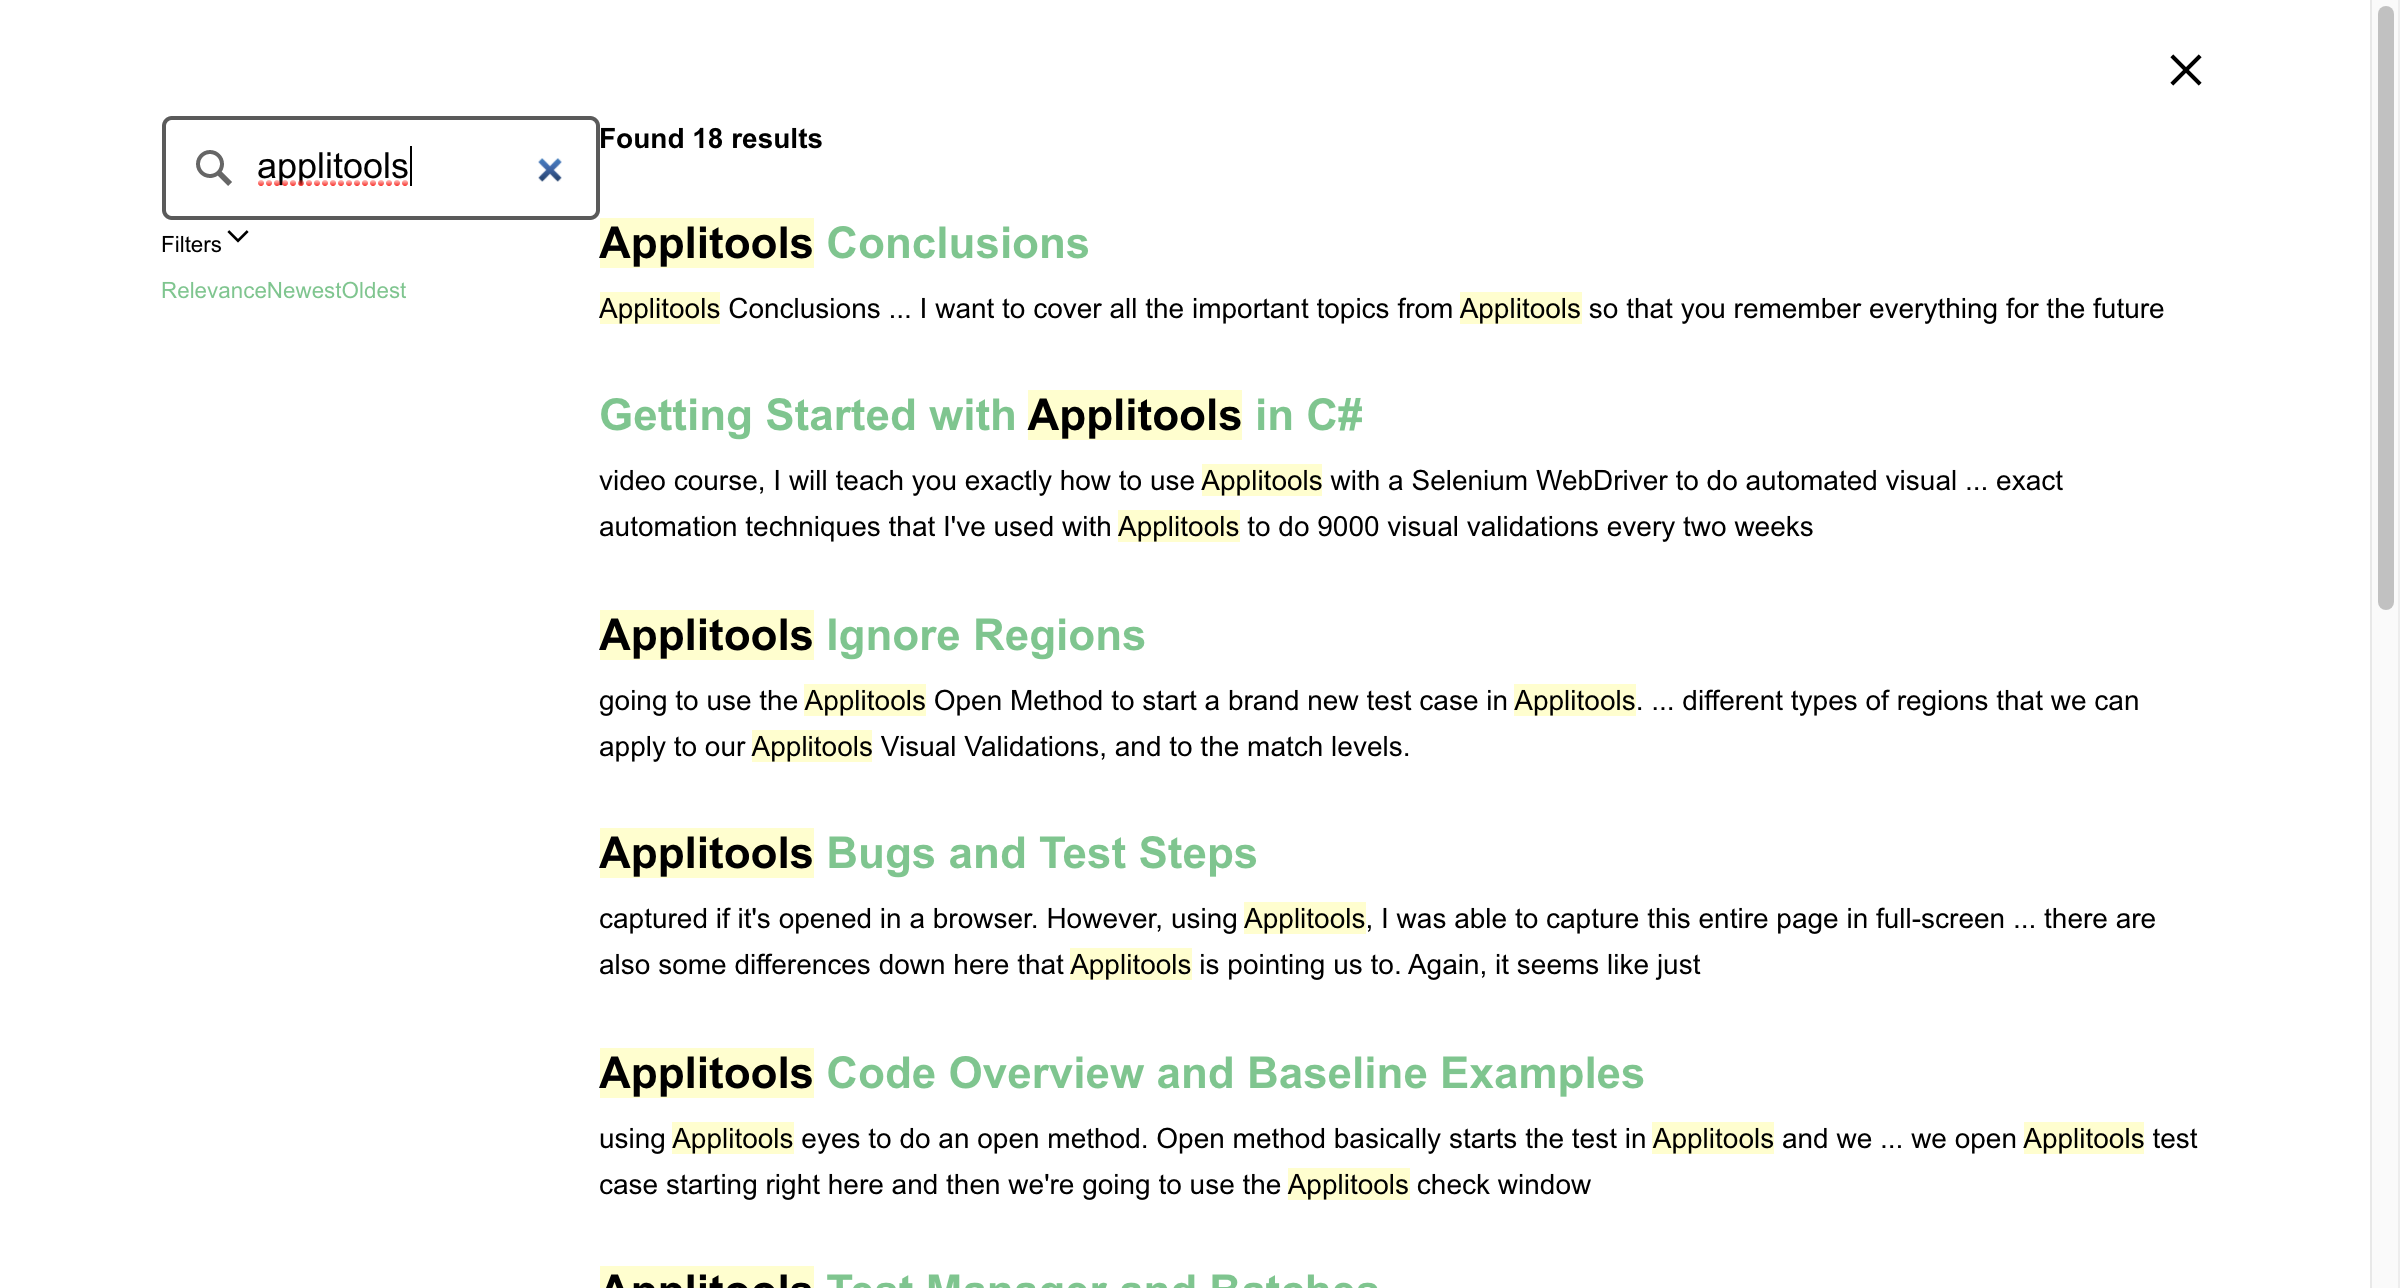 applitools
Filters
RelevanceNewestOldest
Found 18 results
Applitools Conclusions
Applitools Conclusions ... I want to cover all the important topics from Applitools so that you remember everything for the future
Getting Started with Applitools in C#
video course, I will teach you exactly how to use Applitools with a Selenium WebDriver to do automated visual ... exact
automation techniques that I've used with Applitools to do 9000 visual validations every two weeks
Applitools Ignore Regions
going to use the Applitools Open Method to start a brand new test case in Applitools. ... different types of regions that we can
apply to our Applitools Visual Validations, and to the match levels.
Applitools Bugs and Test Steps
captured if it's opened in a browser. However, using Applitools, I was able to capture this entire page in full-screen ... there are
also some differences down here that Applitools is pointing us to. Again, it seems like just
Applitools Code Overview and Baseline Examples
using Applitools eyes to do an open method. Open method basically starts the test in Applitools and we ... we open Applitools test
case starting right here and then we're going to use the Applitools check window
Applitools Test Manager and Batches